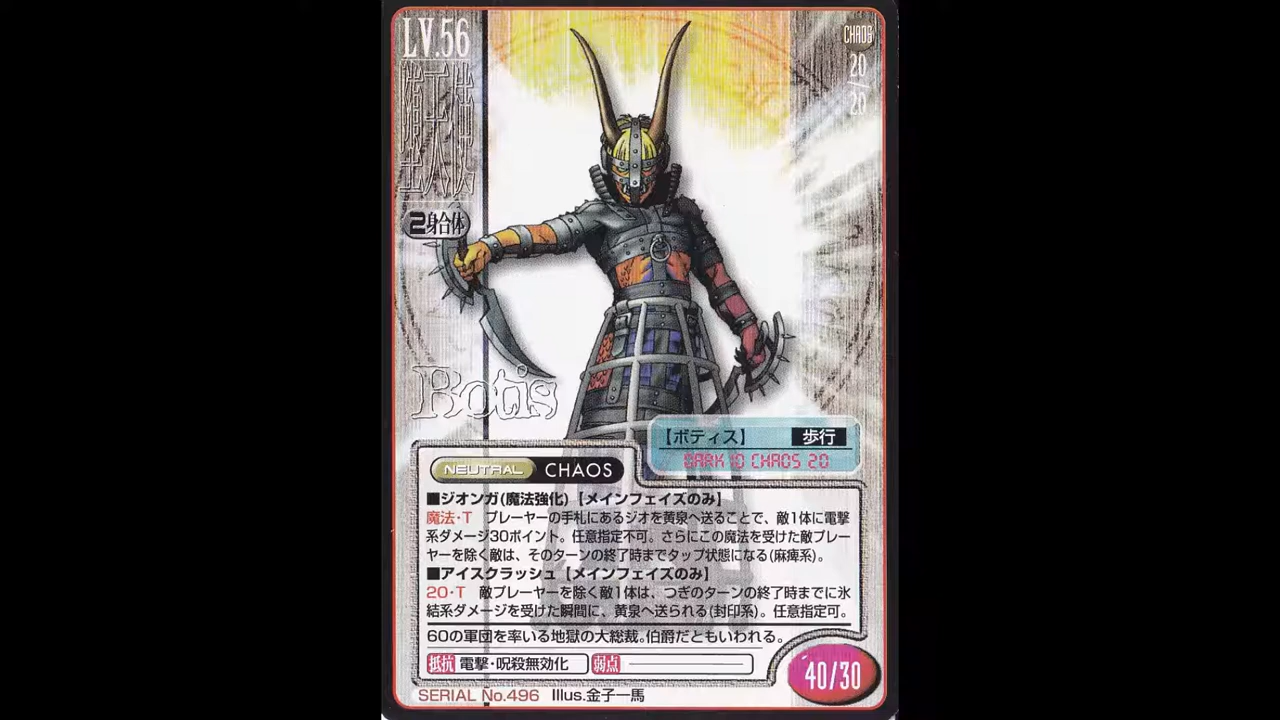 LV.56
CHAOS
20/20
堕天使
2身合体
Botis
【ボティス】 歩行
DARK 10 CHAOS 20
NEUTRAL CHAOS
■ジオンガ(魔法強化)【メインフェイズのみ】
魔法・T プレーヤーの手札にあるジオを黄泉へ送ることで、敵1体に電撃
系ダメージ30ポイント。任意指定不可。さらにこの魔法を受けた敵プレー
ヤーを除く敵は、そのターンの終了時までタップ状態になる(麻痺系)。
■アイスクラッシュ【メインフェイズのみ】
20・T 敵プレーヤーを除く敵1体は、つぎのターンの終了時までに氷
結系ダメージを受けた瞬間に、黄泉へ送られる(封印系)。任意指定可。
60の軍団を率いる地獄の大総裁。伯爵だともいわれる。
抵抗 電撃・呪殺無効化 弱点 ――
40/30
SERIAL No.496 Illus.金子一馬